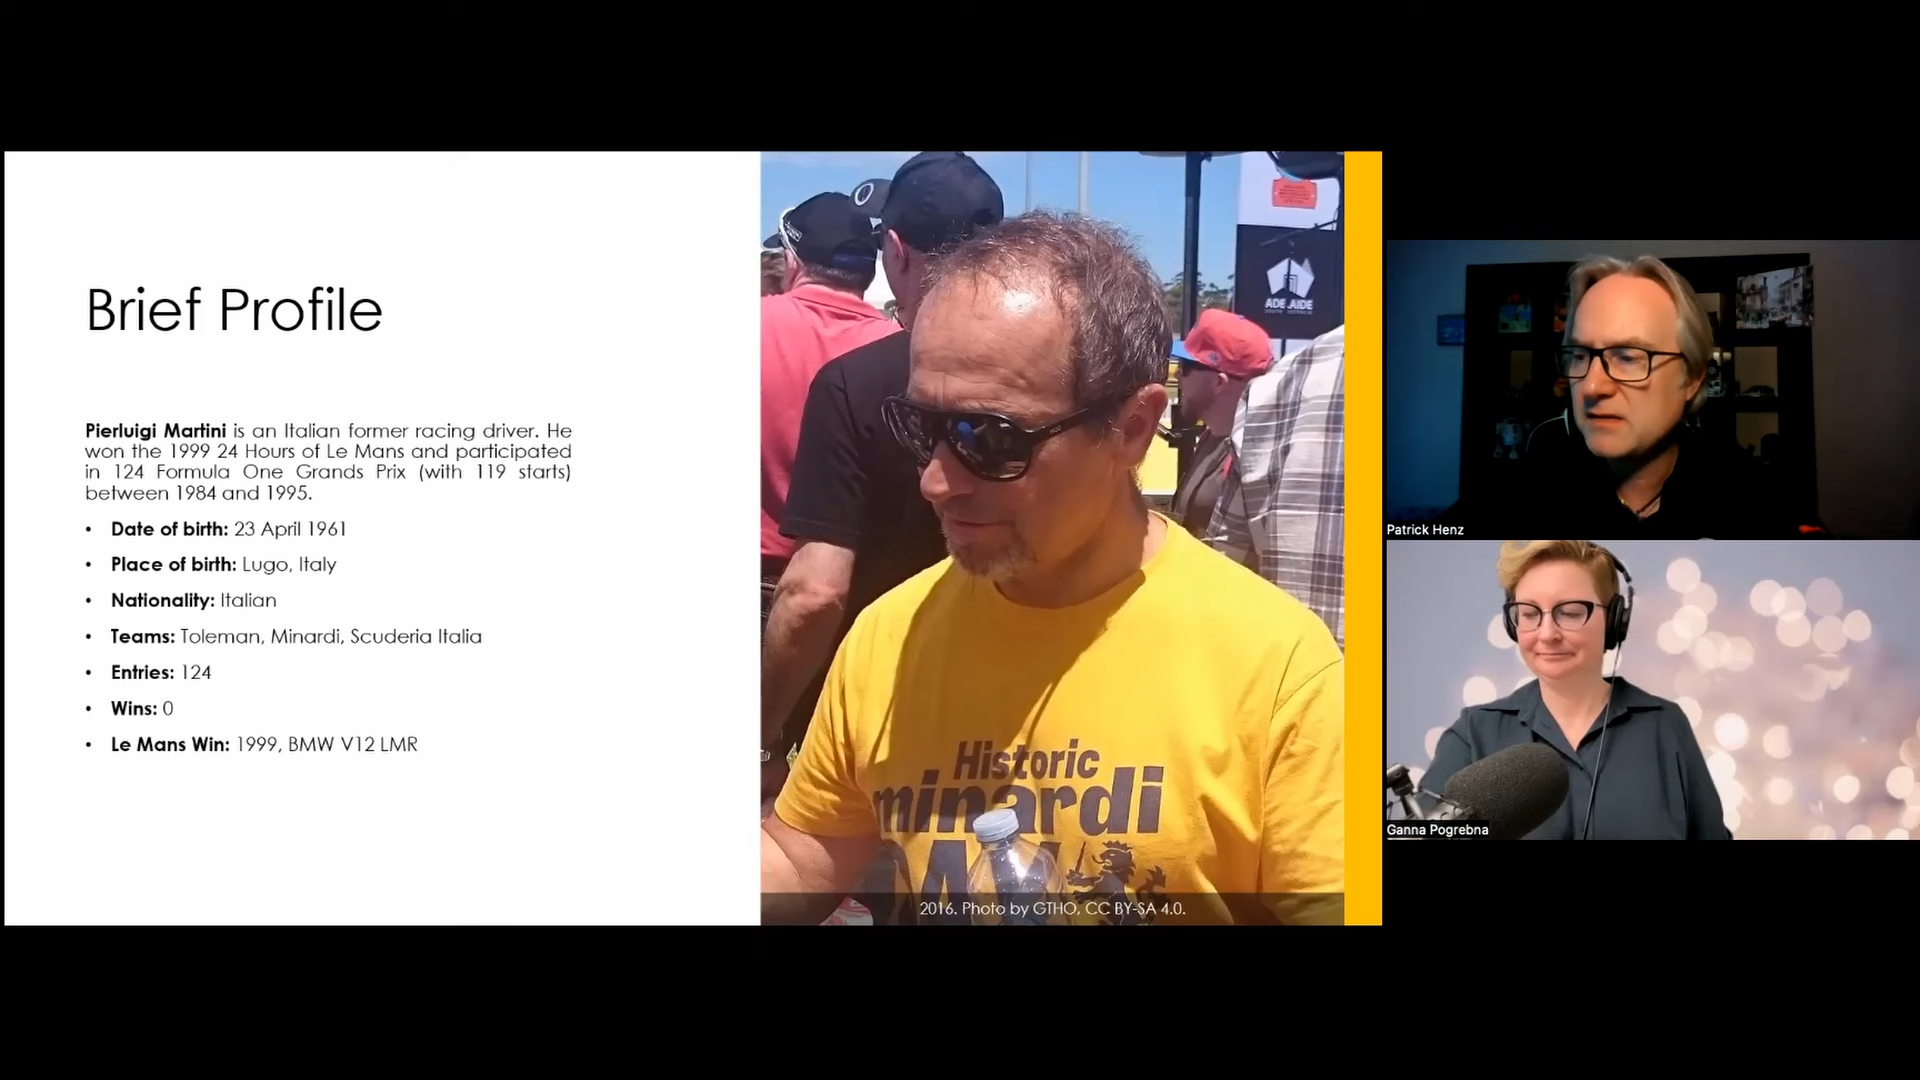 Brief Profile
Pierluigi Martini is an Italian former racing driver. He
won the 1999 24 Hours of Le Mans and participated
in 124 Formula One Grands Prix (with 119 starts)
between 1984 and 1995.
• Date of birth: 23 April 1961
• Place of birth: Lugo, Italy
• Nationality: Italian
• Teams: Toleman, Minardi, Scuderia Italia
• Entries: 124
• Wins: 0
• Le Mans Win: 1999, BMW V12 LMR
ADELAIDE
SOUTH AUSTRALIA
Historic
minardi
DAY
2016. Photo by GTHO, CC BY-SA 4.0.
Patrick Henz
Ganna Pogrebna